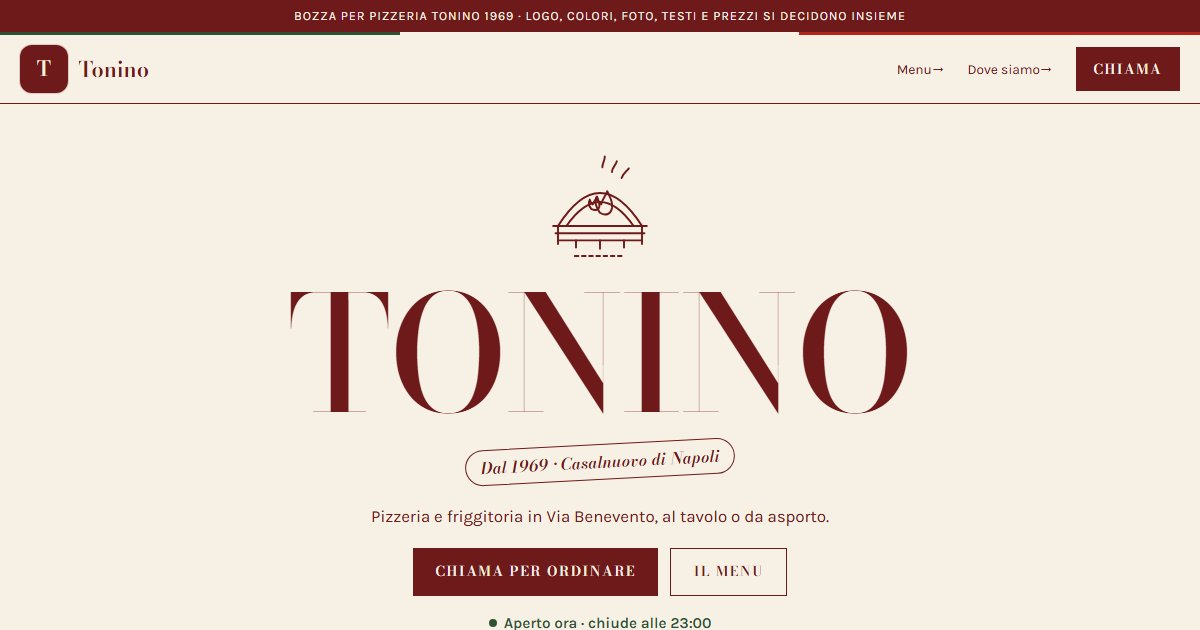 BOZZA PER PIZZERIA TONINO 1969 · LOGO, COLORI, FOTO, TESTI E PREZZI SI DECIDONO INSIEME
T Tonino Menu→ Dove siamo→ CHIAMA
TONINO
Dal 1969 · Casalnuovo di Napoli
Pizzeria e friggitoria in Via Benevento, al tavolo o da asporto.
CHIAMA PER ORDINARE IL MENU
Aperto ora · chiude alle 23:00